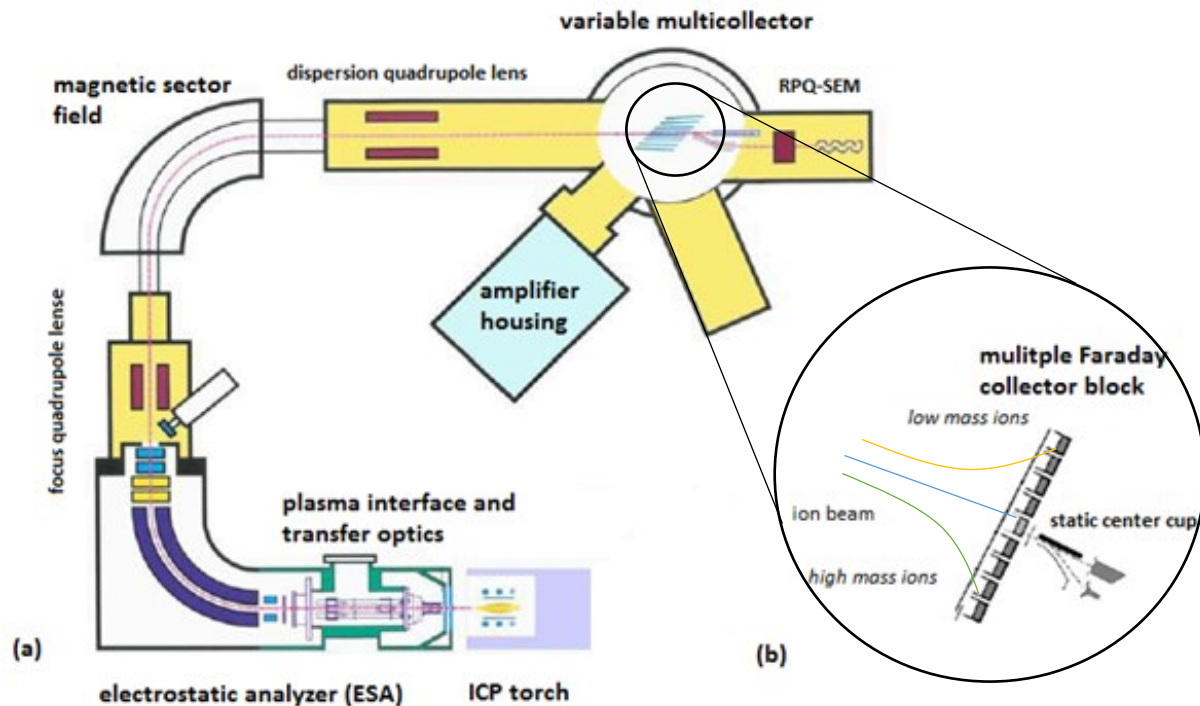 variable multicollector
magnetic sector
field
dispersion quadrupole lens
RPQ-SEM
focus quadrupole lense
amplifier
housing
mulitple Faraday
collector block
low mass ions
static center cup
ion beam
high mass ions
plasma interface and
transfer optics
(a)
(b)
electrostatic analyzer (ESA)
ICP torch